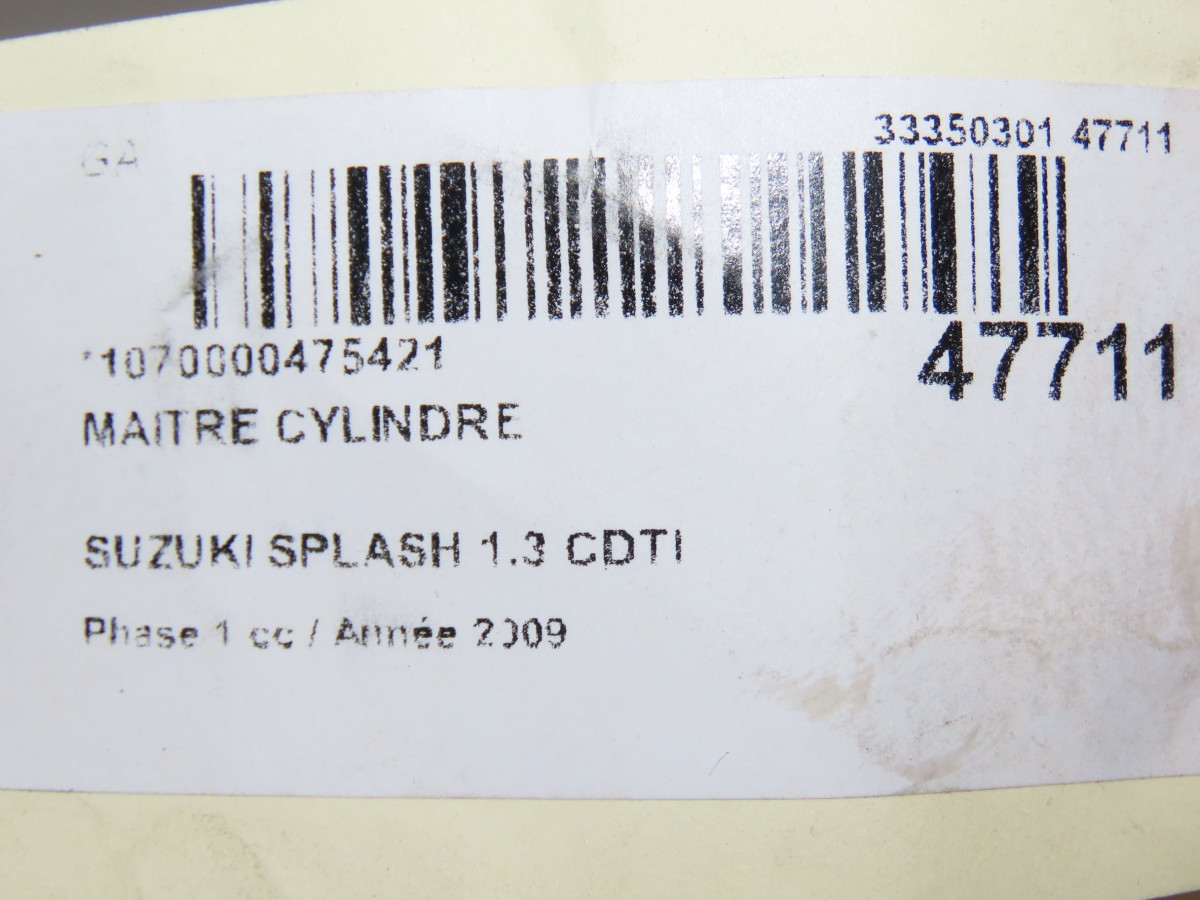 GA
33350301 47711
*1070000475421
47711
MAITRE CYLINDRE
SUZUKI SPLASH 1.3 CDTI
Phase 1 cc / Année 2009